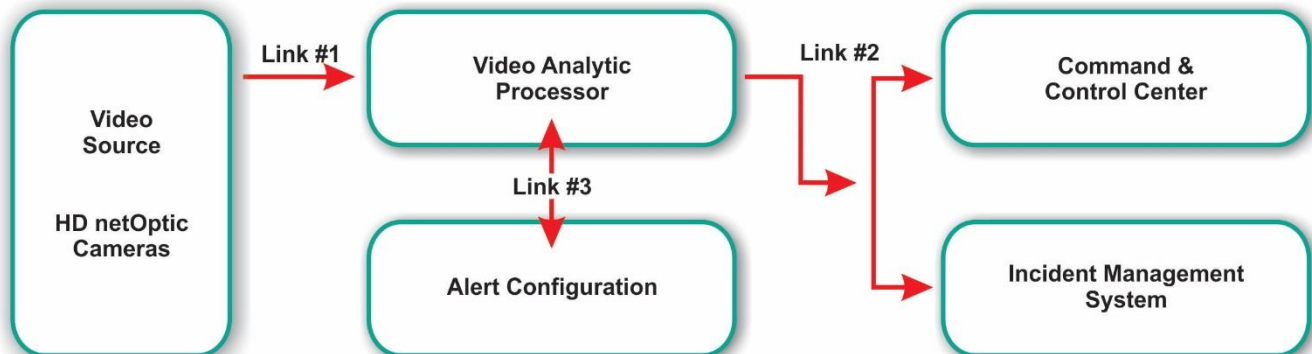 Video
Source
HD netOptic
Cameras
Link #1
Video Analytic
Processor
Link #3
Alert Configuration
Link #2
Command &
Control Center
Incident Management
System